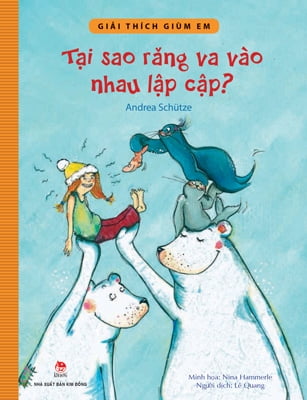 GIẢI THÍCH GIÙM EM
Tại sao răng va vào
nhau lập cập?
Andrea Schütze
Minh họa: Nina Hammerle
Người dịch: Lê Quang
NHÀ XUẤT BẢN KIM ĐỒNG